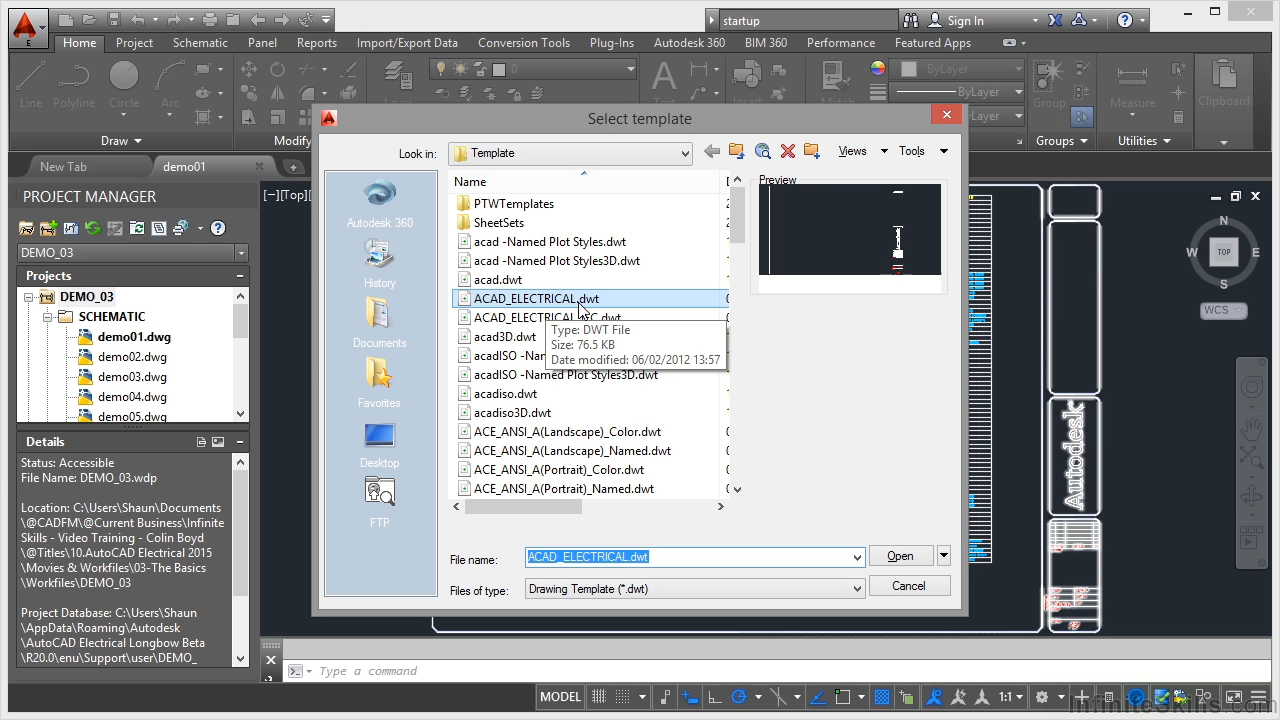 startup
Sign In
E
Home Project Schematic Panel Reports Import/Export Data Conversion Tools Plug-Ins Autodesk 360 BIM 360 Performance Featured Apps
0
ByLayer
Line Polyline Circle Arc
ByLayer
Group
Measure
Clipboard
ByLayer
Draw
Modify
Groups
Utilities
Select template
New Tab
demo01
Look in:
Template
Views
Tools
PROJECT MANAGER
[−][Top][
DEMO_03
Projects
DEMO_03
SCHEMATIC
demo01.dwg
demo02.dwg
demo03.dwg
demo04.dwg
demo05.dwg
Details
Status: Accessible
File Name: DEMO_03.wdp
Location: C:\Users\Shaun\Documents
\@CADFM\@Current Business\Infinite
Skills - Video Training - Colin Boyd
\@Titles\10.AutoCAD Electrical 2015
\Movies & Workfiles\03-The Basics
\Workfiles\DEMO_03
Project Database: C:\Users\Shaun
\AppData\Roaming\Autodesk
\AutoCAD Electrical Longbow Beta
\R20.0\enu\Support\user\DEMO_
Autodesk 360
History
Documents
Favorites
Desktop
FTP
Name
PTWTemplates
SheetSets
acad -Named Plot Styles.dwt
acad -Named Plot Styles3D.dwt
acad.dwt
ACAD_ELECTRICAL.dwt
acad3D.dwt
Type: DWT File
Size: 76.5 KB
Date modified: 06/02/2012 13:57
acadISO -Named Plot Styles3D.dwt
acadiso.dwt
acadiso3D.dwt
ACE_ANSI_A(Landscape)_Color.dwt
ACE_ANSI_A(Landscape)_Named.dwt
ACE_ANSI_A(Portrait)_Color.dwt
ACE_ANSI_A(Portrait)_Named.dwt
Preview
File name:
ACAD_ELECTRICAL.dwt
Open
Files of type:
Drawing Template (*.dwt)
Cancel
N
W
TOP
E
S
WCS
Autodesk
Type a command
MODEL
1:1
InfiniteSkills.com